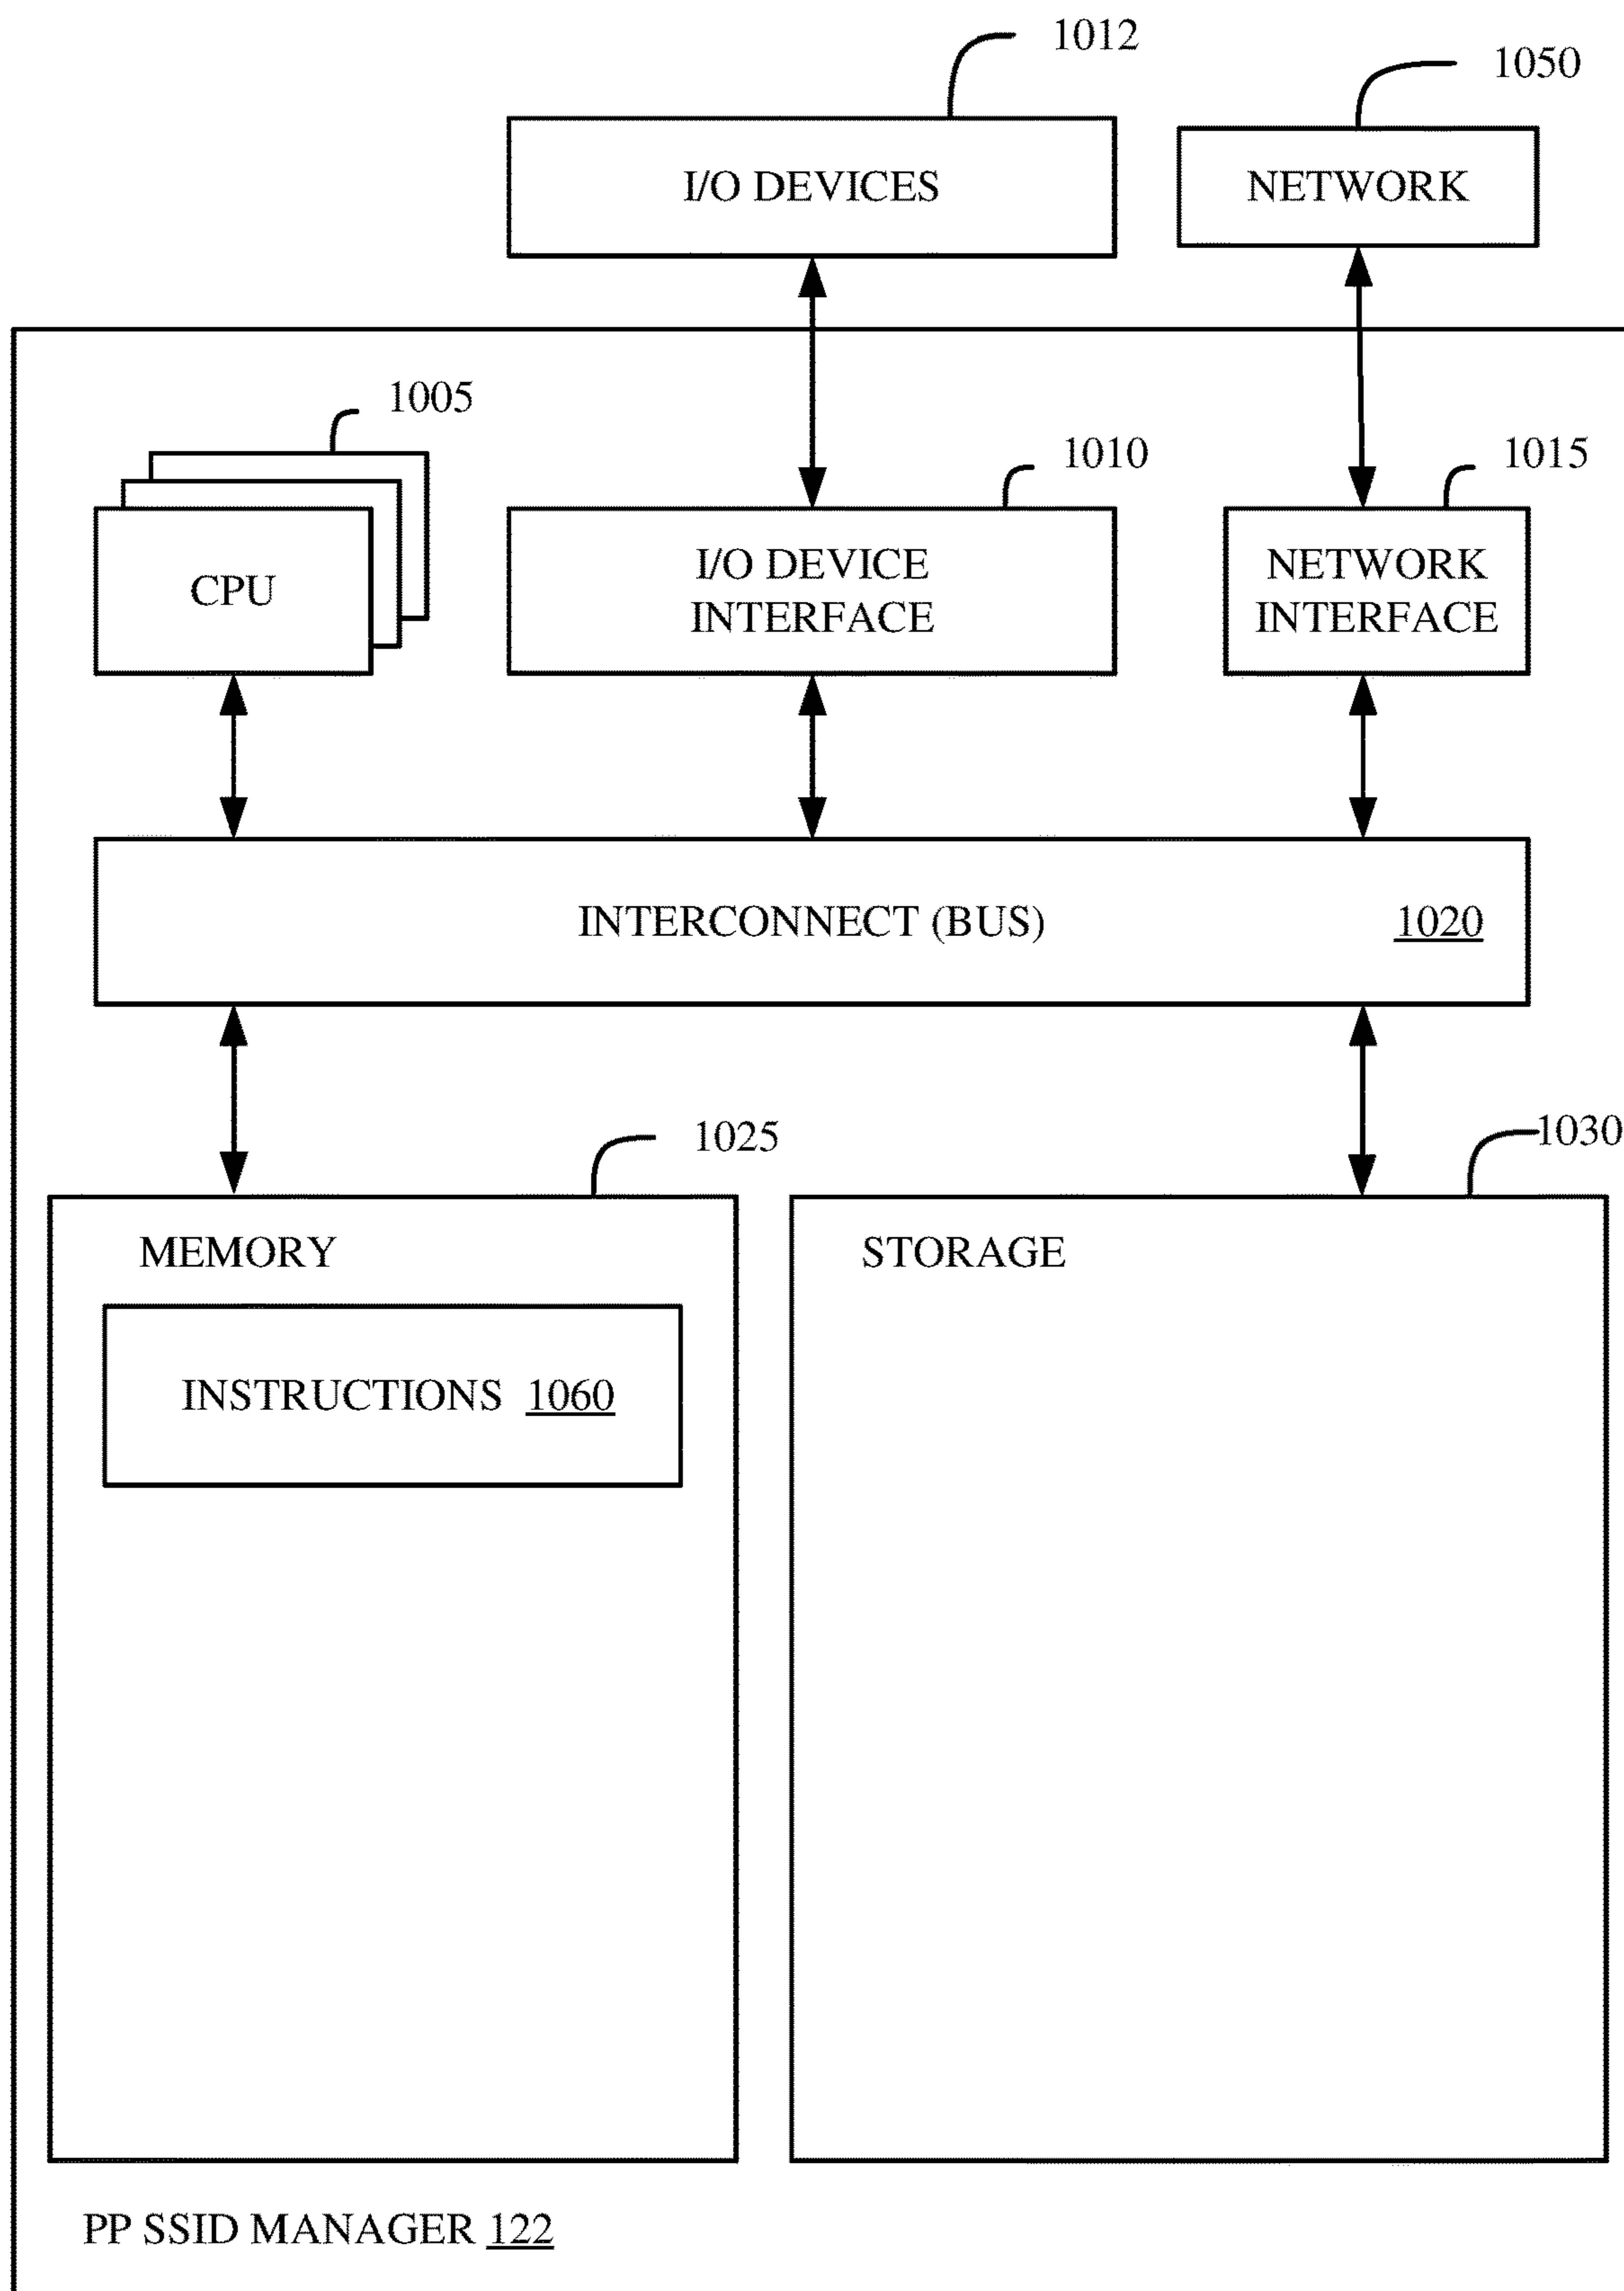 1012
1050
I/O DEVICES
NETWORK
1005
1010
1015
CPU
I/O DEVICE
INTERFACE
NETWORK
INTERFACE
INTERCONNECT (BUS) 1020
1025
1030
MEMORY
STORAGE
INSTRUCTIONS 1060
PP SSID MANAGER 122